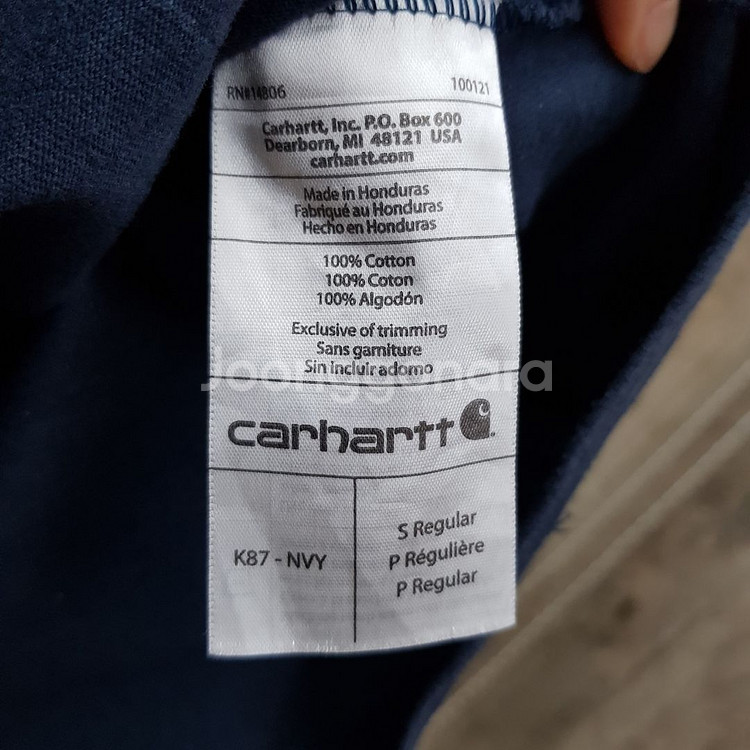 RN#14806 100121
Carhartt, Inc. P.O. Box 600
Dearborn, MI 48121 USA
carhartt.com
Made in Honduras
Fabriqué au Honduras
Hecho en Honduras
100% Cotton
100% Coton
100% Algodón
Exclusive of trimming
Sans garniture
Sin incluir adorno
Joonggonara
carhartt
K87 - NVY
S Regular
P Régulière
P Regular